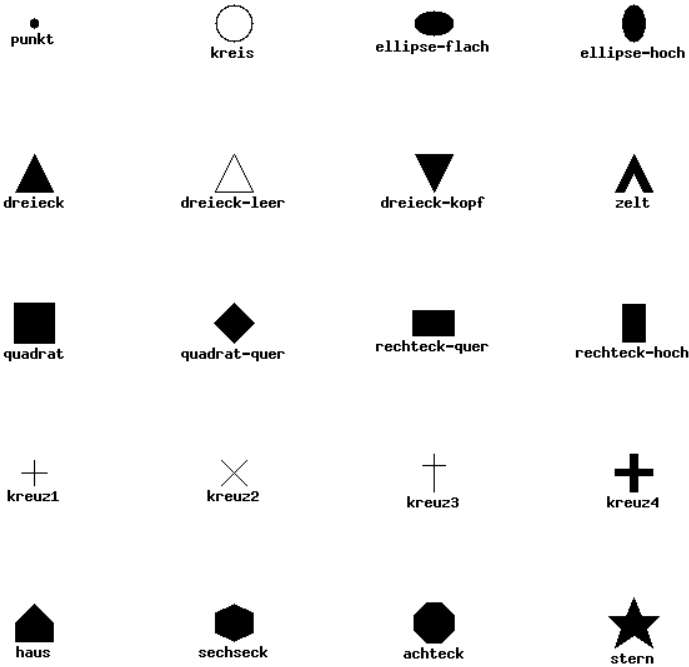 punkt
kreis
ellipse-flach
ellipse-hoch
dreieck
dreieck-leer
dreieck-kopf
zelt
quadrat
quadrat-quer
rechteck-quer
rechteck-hoch
kreuz1
kreuz2
kreuz3
kreuz4
haus
sechseck
achteck
stern